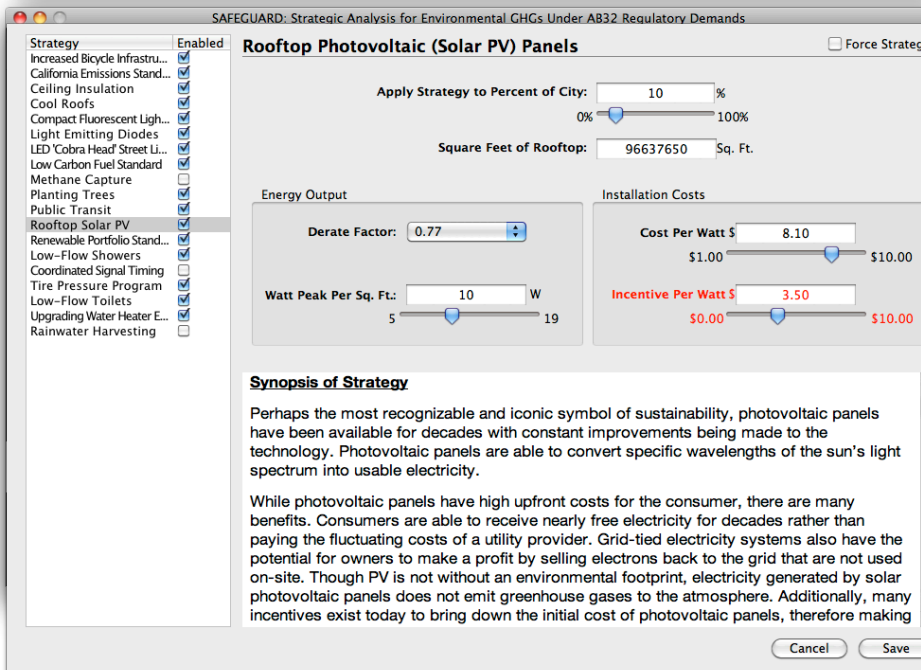 SAFEGUARD: Strategic Analysis for Environmental GHGs Under AB32 Regulatory Demands
Strategy Enabled
Increased Bicycle Infrastru...
California Emissions Stand...
Ceiling Insulation
Cool Roofs
Compact Fluorescent Ligh...
Light Emitting Diodes
LED 'Cobra Head' Street Li...
Low Carbon Fuel Standard
Methane Capture
Planting Trees
Public Transit
Rooftop Solar PV
Renewable Portfolio Stand...
Low-Flow Showers
Coordinated Signal Timing
Tire Pressure Program
Low-Flow Toilets
Upgrading Water Heater E...
Rainwater Harvesting
Rooftop Photovoltaic (Solar PV) Panels
Force Strateg
Apply Strategy to Percent of City: 10 %
0% 100%
Square Feet of Rooftop: 96637650 Sq. Ft.
Energy Output
Derate Factor: 0.77
Watt Peak Per Sq. Ft.: 10 W
5 19
Installation Costs
Cost Per Watt $ 8.10
$1.00 $10.00
Incentive Per Watt $ 3.50
$0.00 $10.00
Synopsis of Strategy
Perhaps the most recognizable and iconic symbol of sustainability, photovoltaic panels
have been available for decades with constant improvements being made to the
technology. Photovoltaic panels are able to convert specific wavelengths of the sun's light
spectrum into usable electricity.
While photovoltaic panels have high upfront costs for the consumer, there are many
benefits. Consumers are able to receive nearly free electricity for decades rather than
paying the fluctuating costs of a utility provider. Grid-tied electricity systems also have the
potential for owners to make a profit by selling electrons back to the grid that are not used
on-site. Though PV is not without an environmental footprint, electricity generated by solar
photovoltaic panels does not emit greenhouse gases to the atmosphere. Additionally, many
incentives exist today to bring down the initial cost of photovoltaic panels, therefore making
Cancel Save